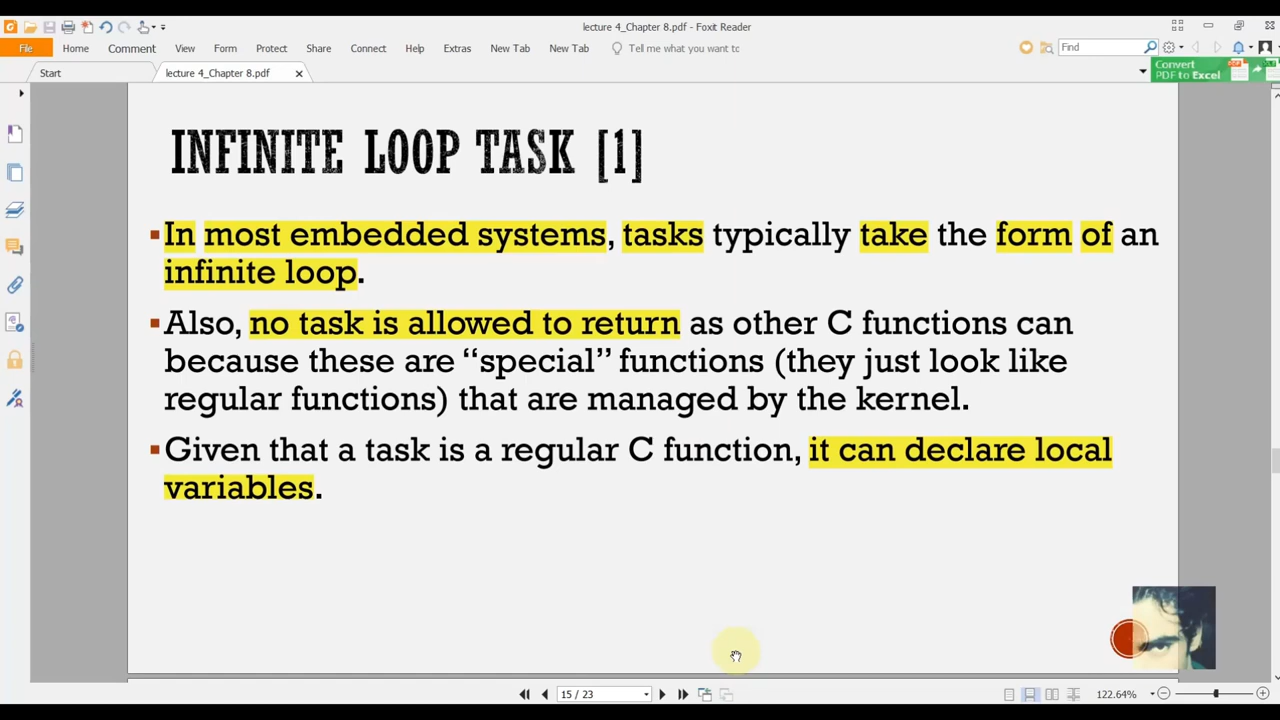 lecture 4_Chapter 8.pdf - Foxit Reader
File Home Comment View Form Protect Share Connect Help Extras New Tab New Tab Tell me what you want tc Find
Start lecture 4_Chapter 8.pdf
Convert
PDF to Excel
INFINITE LOOP TASK [1]
▪In most embedded systems, tasks typically take the form of an
infinite loop.
▪Also, no task is allowed to return as other C functions can
because these are “special” functions (they just look like
regular functions) that are managed by the kernel.
▪Given that a task is a regular C function, it can declare local
variables.
15 / 23 122.64%